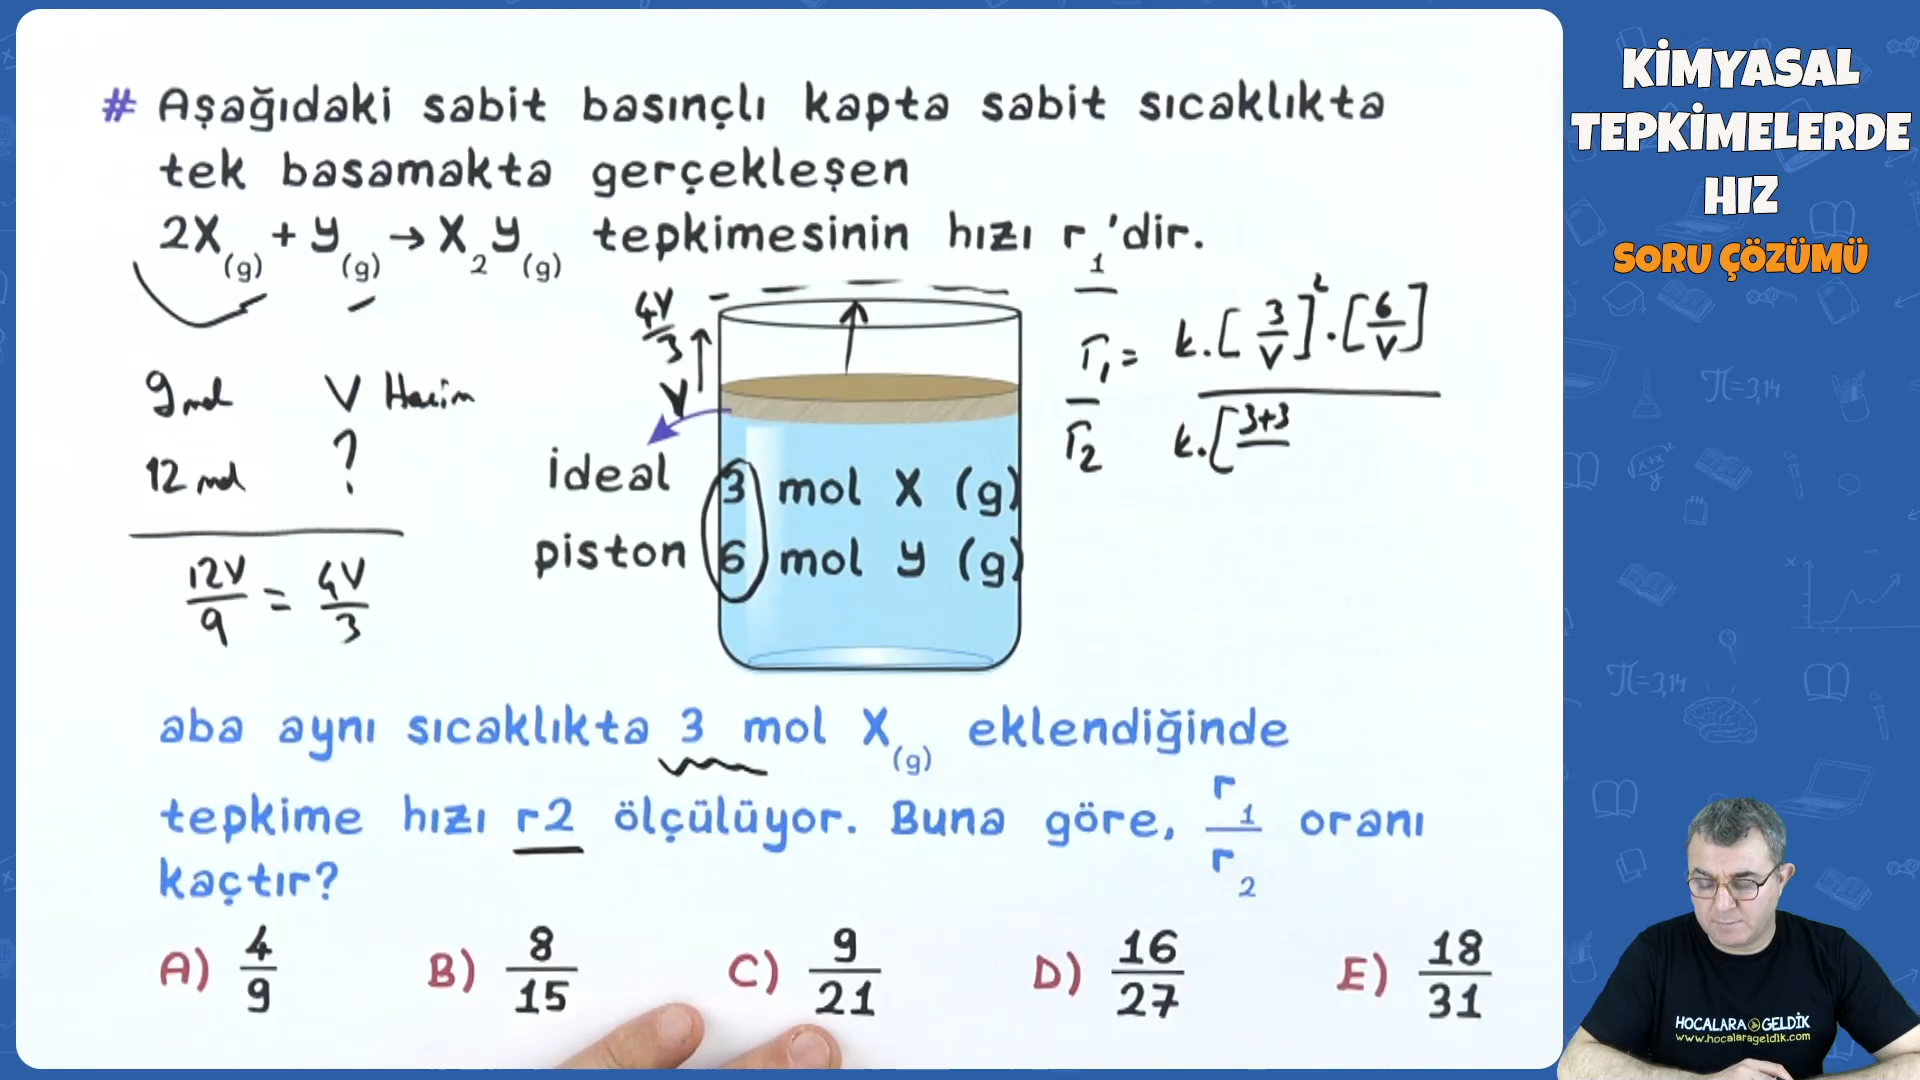 # Aşağıdaki sabit basınçlı kapta sabit sıcaklıkta
tek basamakta gerçekleşen
2X(g) + Y(g) → X2Y(g) tepkimesinin hızı r1'dir.
9 mol V Hacim
12 mol ?
12V/9 = 4V/3
4V/3
V
ideal
piston
3 mol X (g)
6 mol Y (g)
r1/r2 = k.[3/V]².[6/V]
k.[3+3
aba aynı sıcaklıkta 3 mol X(g) eklendiğinde
tepkime hızı r2 ölçülüyor. Buna göre, r1/r2 oranı
kaçtır?
A) 4/9 B) 8/15 C) 9/21 D) 16/27 E) 18/31
KİMYASAL
TEPKİMELERDE
HIZ
SORU ÇÖZÜMÜ
π=3,14
π=3,14
HOCALARA GELDİK
www.hocalarageldik.com